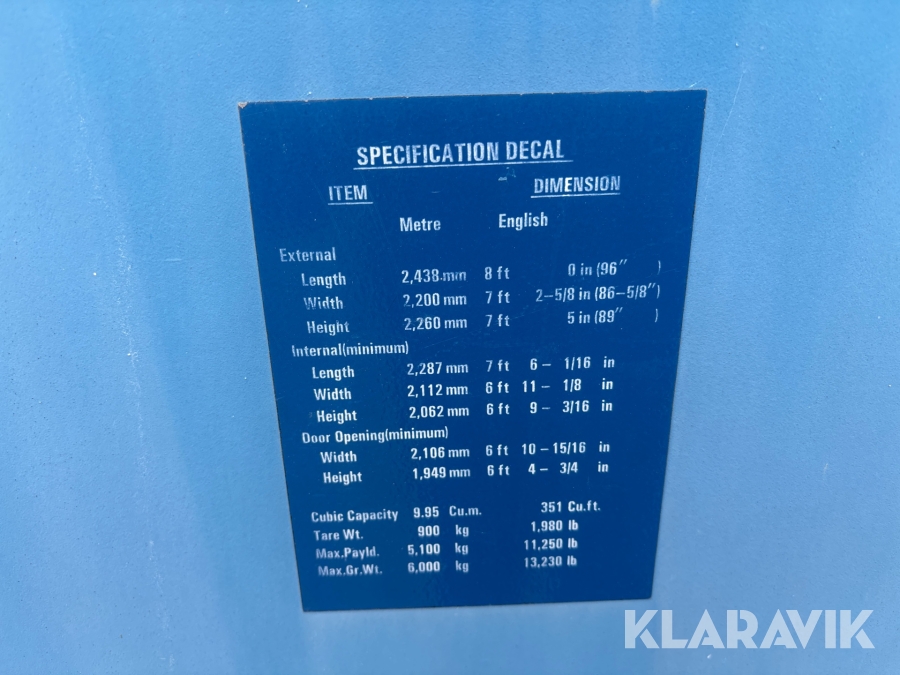 SPECIFICATION DECAL
ITEM DIMENSION
Metre English
External
Length 2,438 mm 8 ft 0 in (96″ )
Width 2,200 mm 7 ft 2–5/8 in (86–5/8″)
Height 2,260 mm 7 ft 5 in (89″ )
Internal(minimum)
Length 2,287 mm 7 ft 6 – 1/16 in
Width 2,112 mm 6 ft 11 – 1/8 in
Height 2,062 mm 6 ft 9 – 3/16 in
Door Opening(minimum)
Width 2,106 mm 6 ft 10 – 15/16 in
Height 1,949 mm 6 ft 4 – 3/4 in
Cubic Capacity 9.95 Cu.m. 351 Cu.ft.
Tare Wt. 900 kg 1,980 lb
Max.Payld. 5,100 kg 11,250 lb
Max.Gr.Wt. 6,000 kg 13,230 lb
KLARAVIK